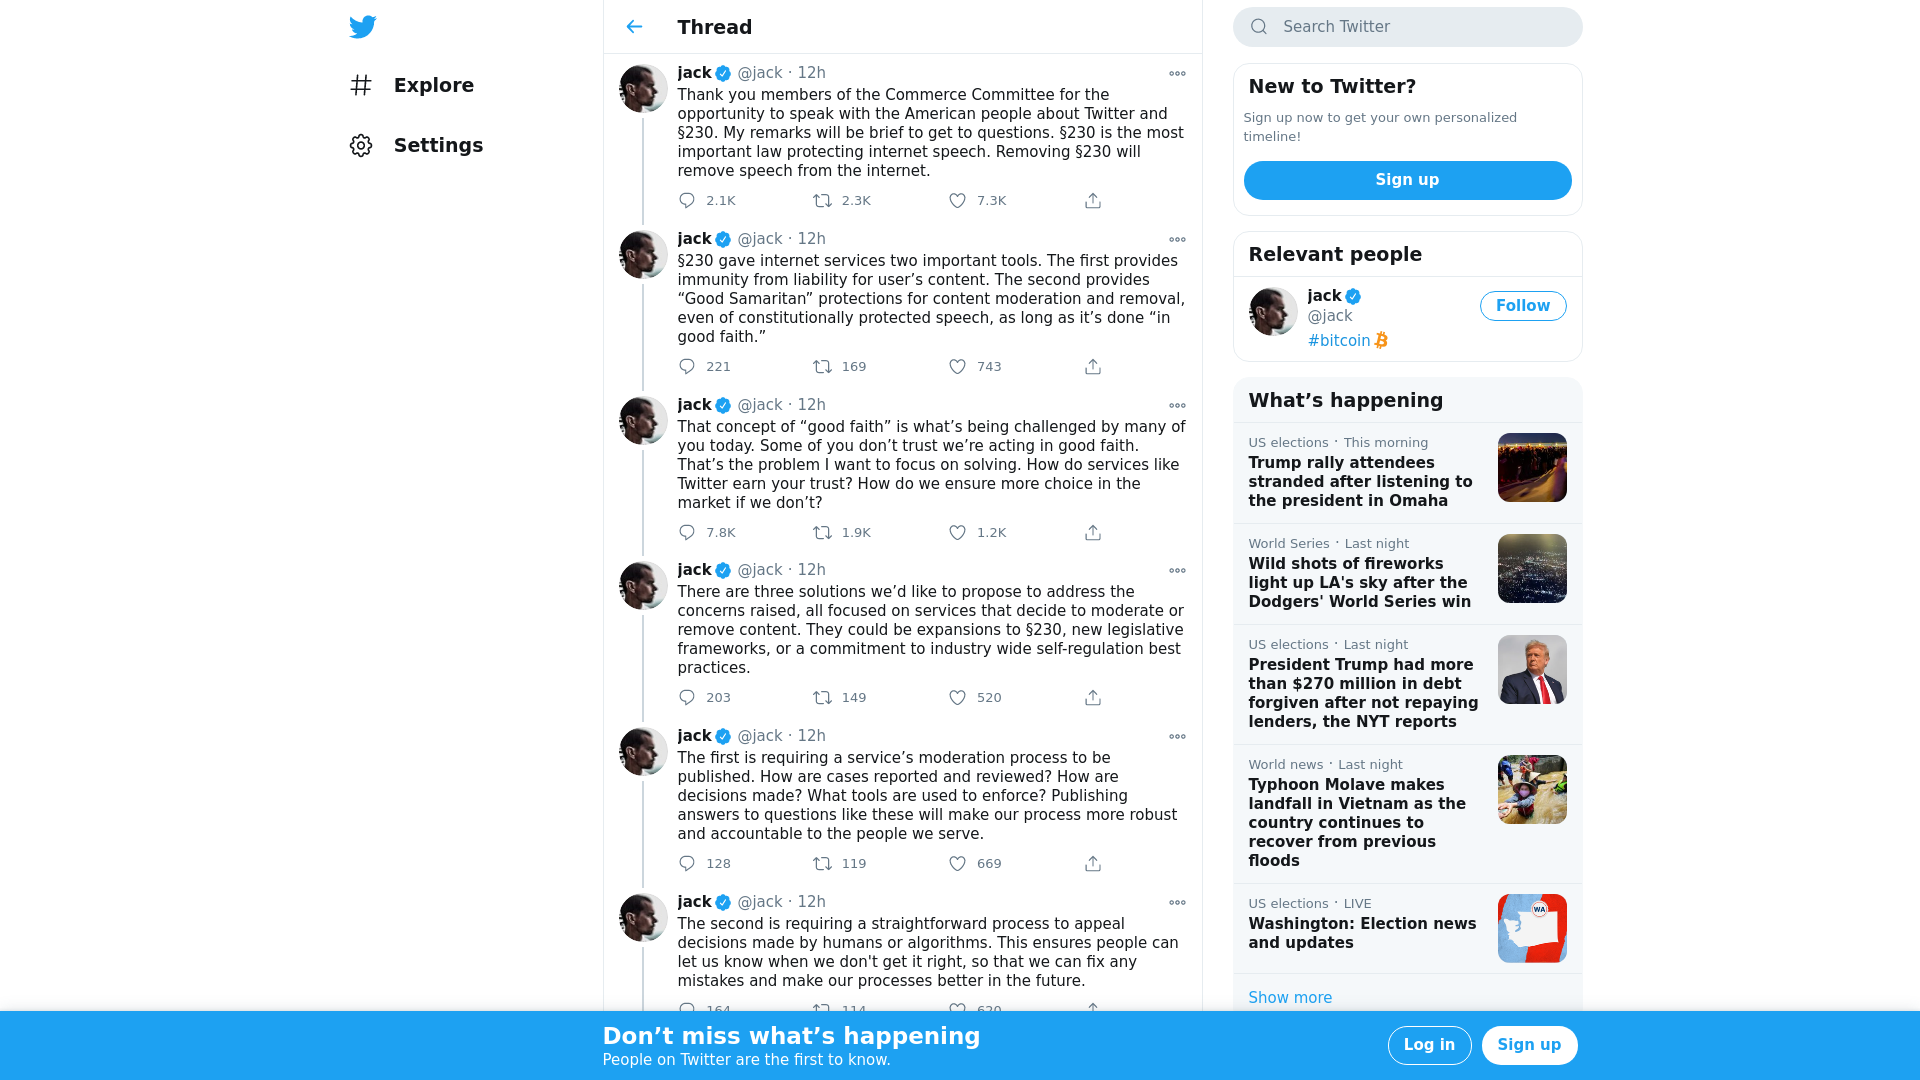 Explore
Settings
Thread
jack @jack · 12h
Thank you members of the Commerce Committee for the
opportunity to speak with the American people about Twitter and
§230. My remarks will be brief to get to questions. §230 is the most
important law protecting internet speech. Removing §230 will
remove speech from the internet.
2.1K 2.3K 7.3K
jack @jack · 12h
§230 gave internet services two important tools. The first provides
immunity from liability for user’s content. The second provides
“Good Samaritan” protections for content moderation and removal,
even of constitutionally protected speech, as long as it’s done “in
good faith.”
221 169 743
jack @jack · 12h
That concept of “good faith” is what’s being challenged by many of
you today. Some of you don’t trust we’re acting in good faith.
That’s the problem I want to focus on solving. How do services like
Twitter earn your trust? How do we ensure more choice in the
market if we don’t?
7.8K 1.9K 1.2K
jack @jack · 12h
There are three solutions we’d like to propose to address the
concerns raised, all focused on services that decide to moderate or
remove content. They could be expansions to §230, new legislative
frameworks, or a commitment to industry wide self-regulation best
practices.
203 149 520
jack @jack · 12h
The first is requiring a service’s moderation process to be
published. How are cases reported and reviewed? How are
decisions made? What tools are used to enforce? Publishing
answers to questions like these will make our process more robust
and accountable to the people we serve.
128 119 669
jack @jack · 12h
The second is requiring a straightforward process to appeal
decisions made by humans or algorithms. This ensures people can
let us know when we don't get it right, so that we can fix any
mistakes and make our processes better in the future.
164 114 620
Search Twitter
New to Twitter?
Sign up now to get your own personalized
timeline!
Sign up
Relevant people
jack
@jack
Follow
#bitcoin
What’s happening
US elections · This morning
Trump rally attendees
stranded after listening to
the president in Omaha
World Series · Last night
Wild shots of fireworks
light up LA's sky after the
Dodgers' World Series win
US elections · Last night
President Trump had more
than $270 million in debt
forgiven after not repaying
lenders, the NYT reports
World news · Last night
Typhoon Molave makes
landfall in Vietnam as the
country continues to
recover from previous
floods
US elections · LIVE
Washington: Election news
and updates
WA
Show more
Don’t miss what’s happening
People on Twitter are the first to know.
Log in
Sign up